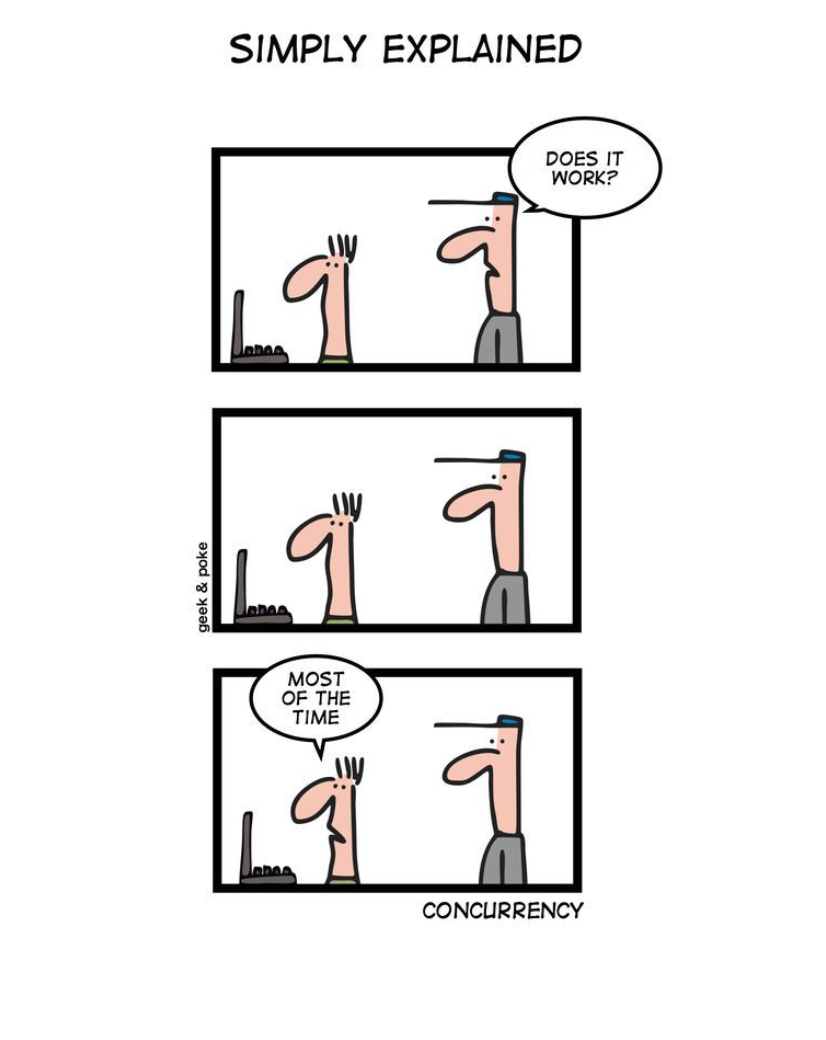 SIMPLY EXPLAINED
DOES IT
WORK?
geek & poke
MOST
OF THE
TIME
CONCURRENCY